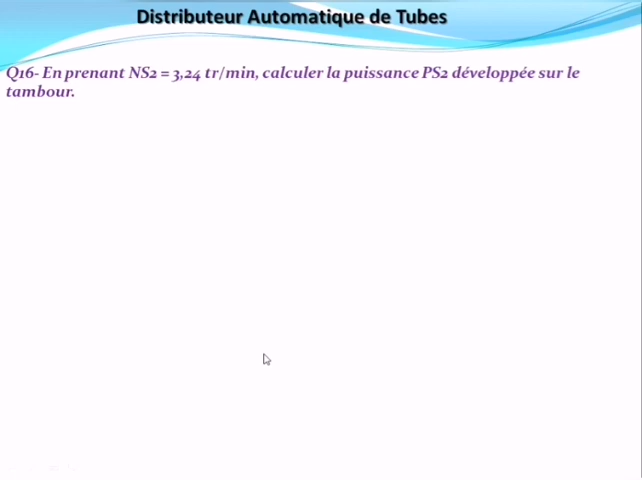 Distributeur Automatique de Tubes
Q16- En prenant NS2 = 3,24 tr/min, calculer la puissance PS2 développée sur le
tambour.